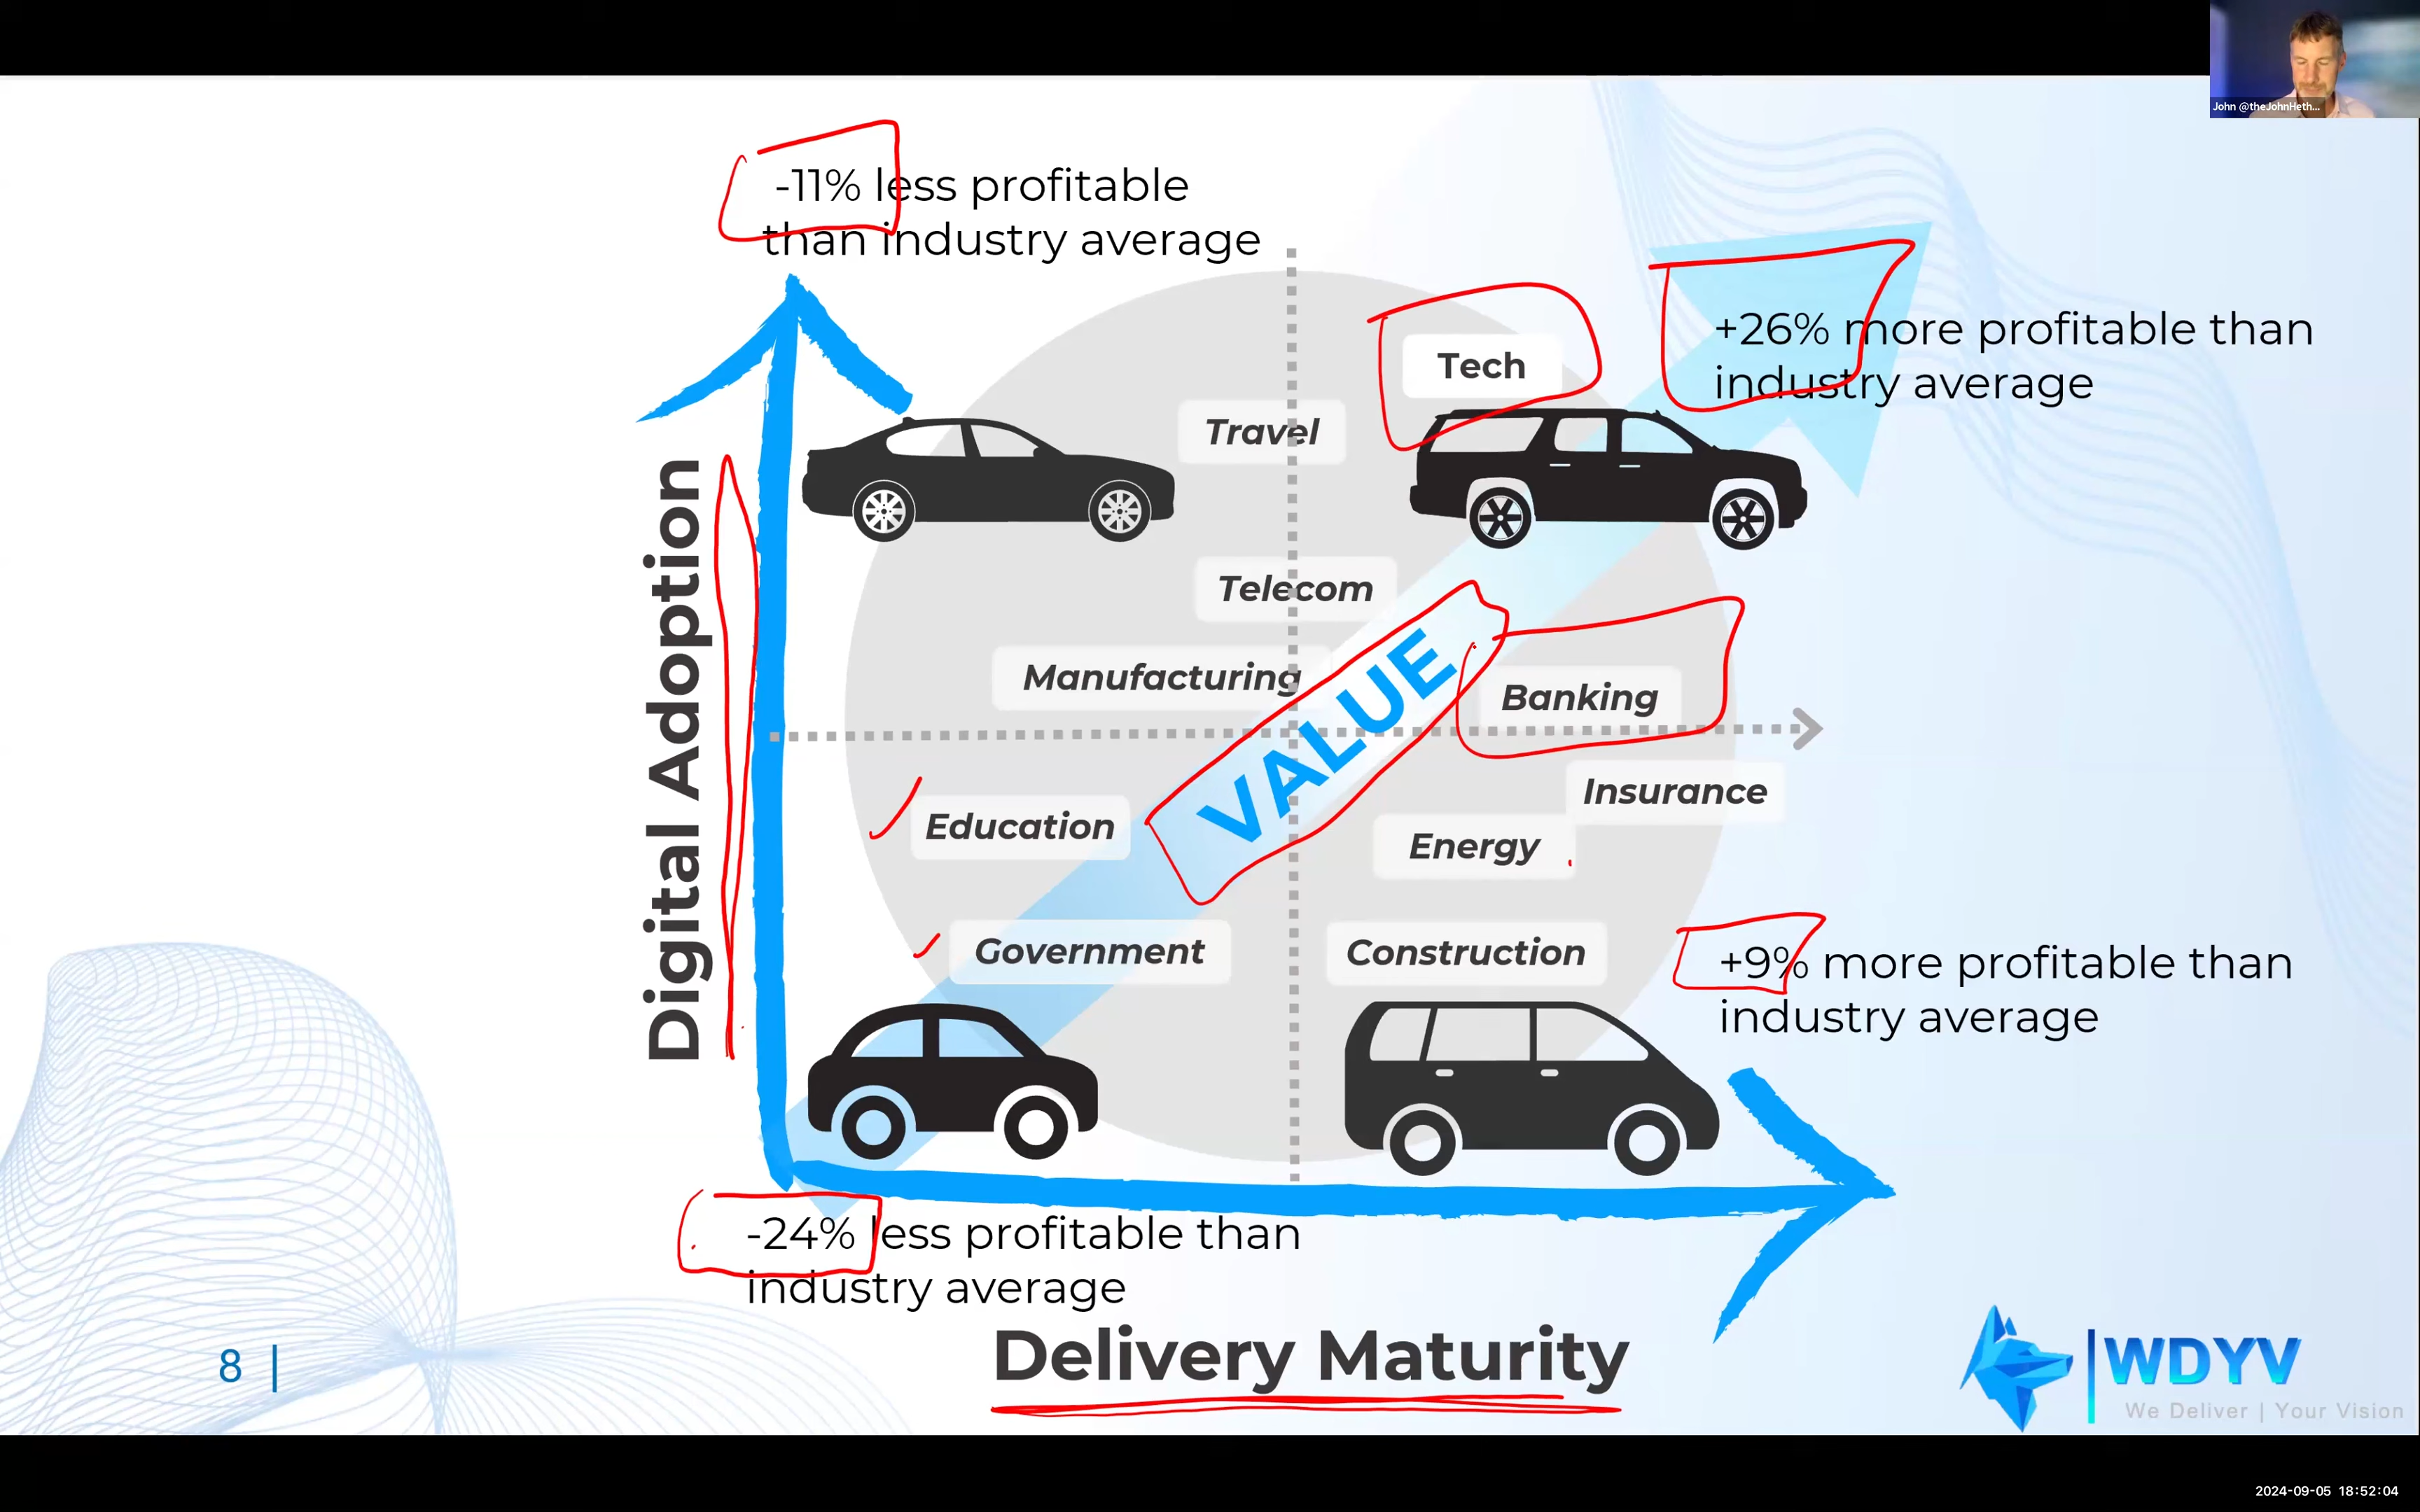 John @theJohnHeth...
-11% less profitable
than industry average
+26% more profitable than
industry average
Tech
Travel
Telecom
Manufacturing
VALUE
Banking
Digital Adoption
Insurance
Education
Energy
Government
Construction
+9% more profitable than
industry average
-24% less profitable than
industry average
Delivery Maturity
8 |
WDYV
We Deliver | Your Vision
2024-09-05 18:52:04